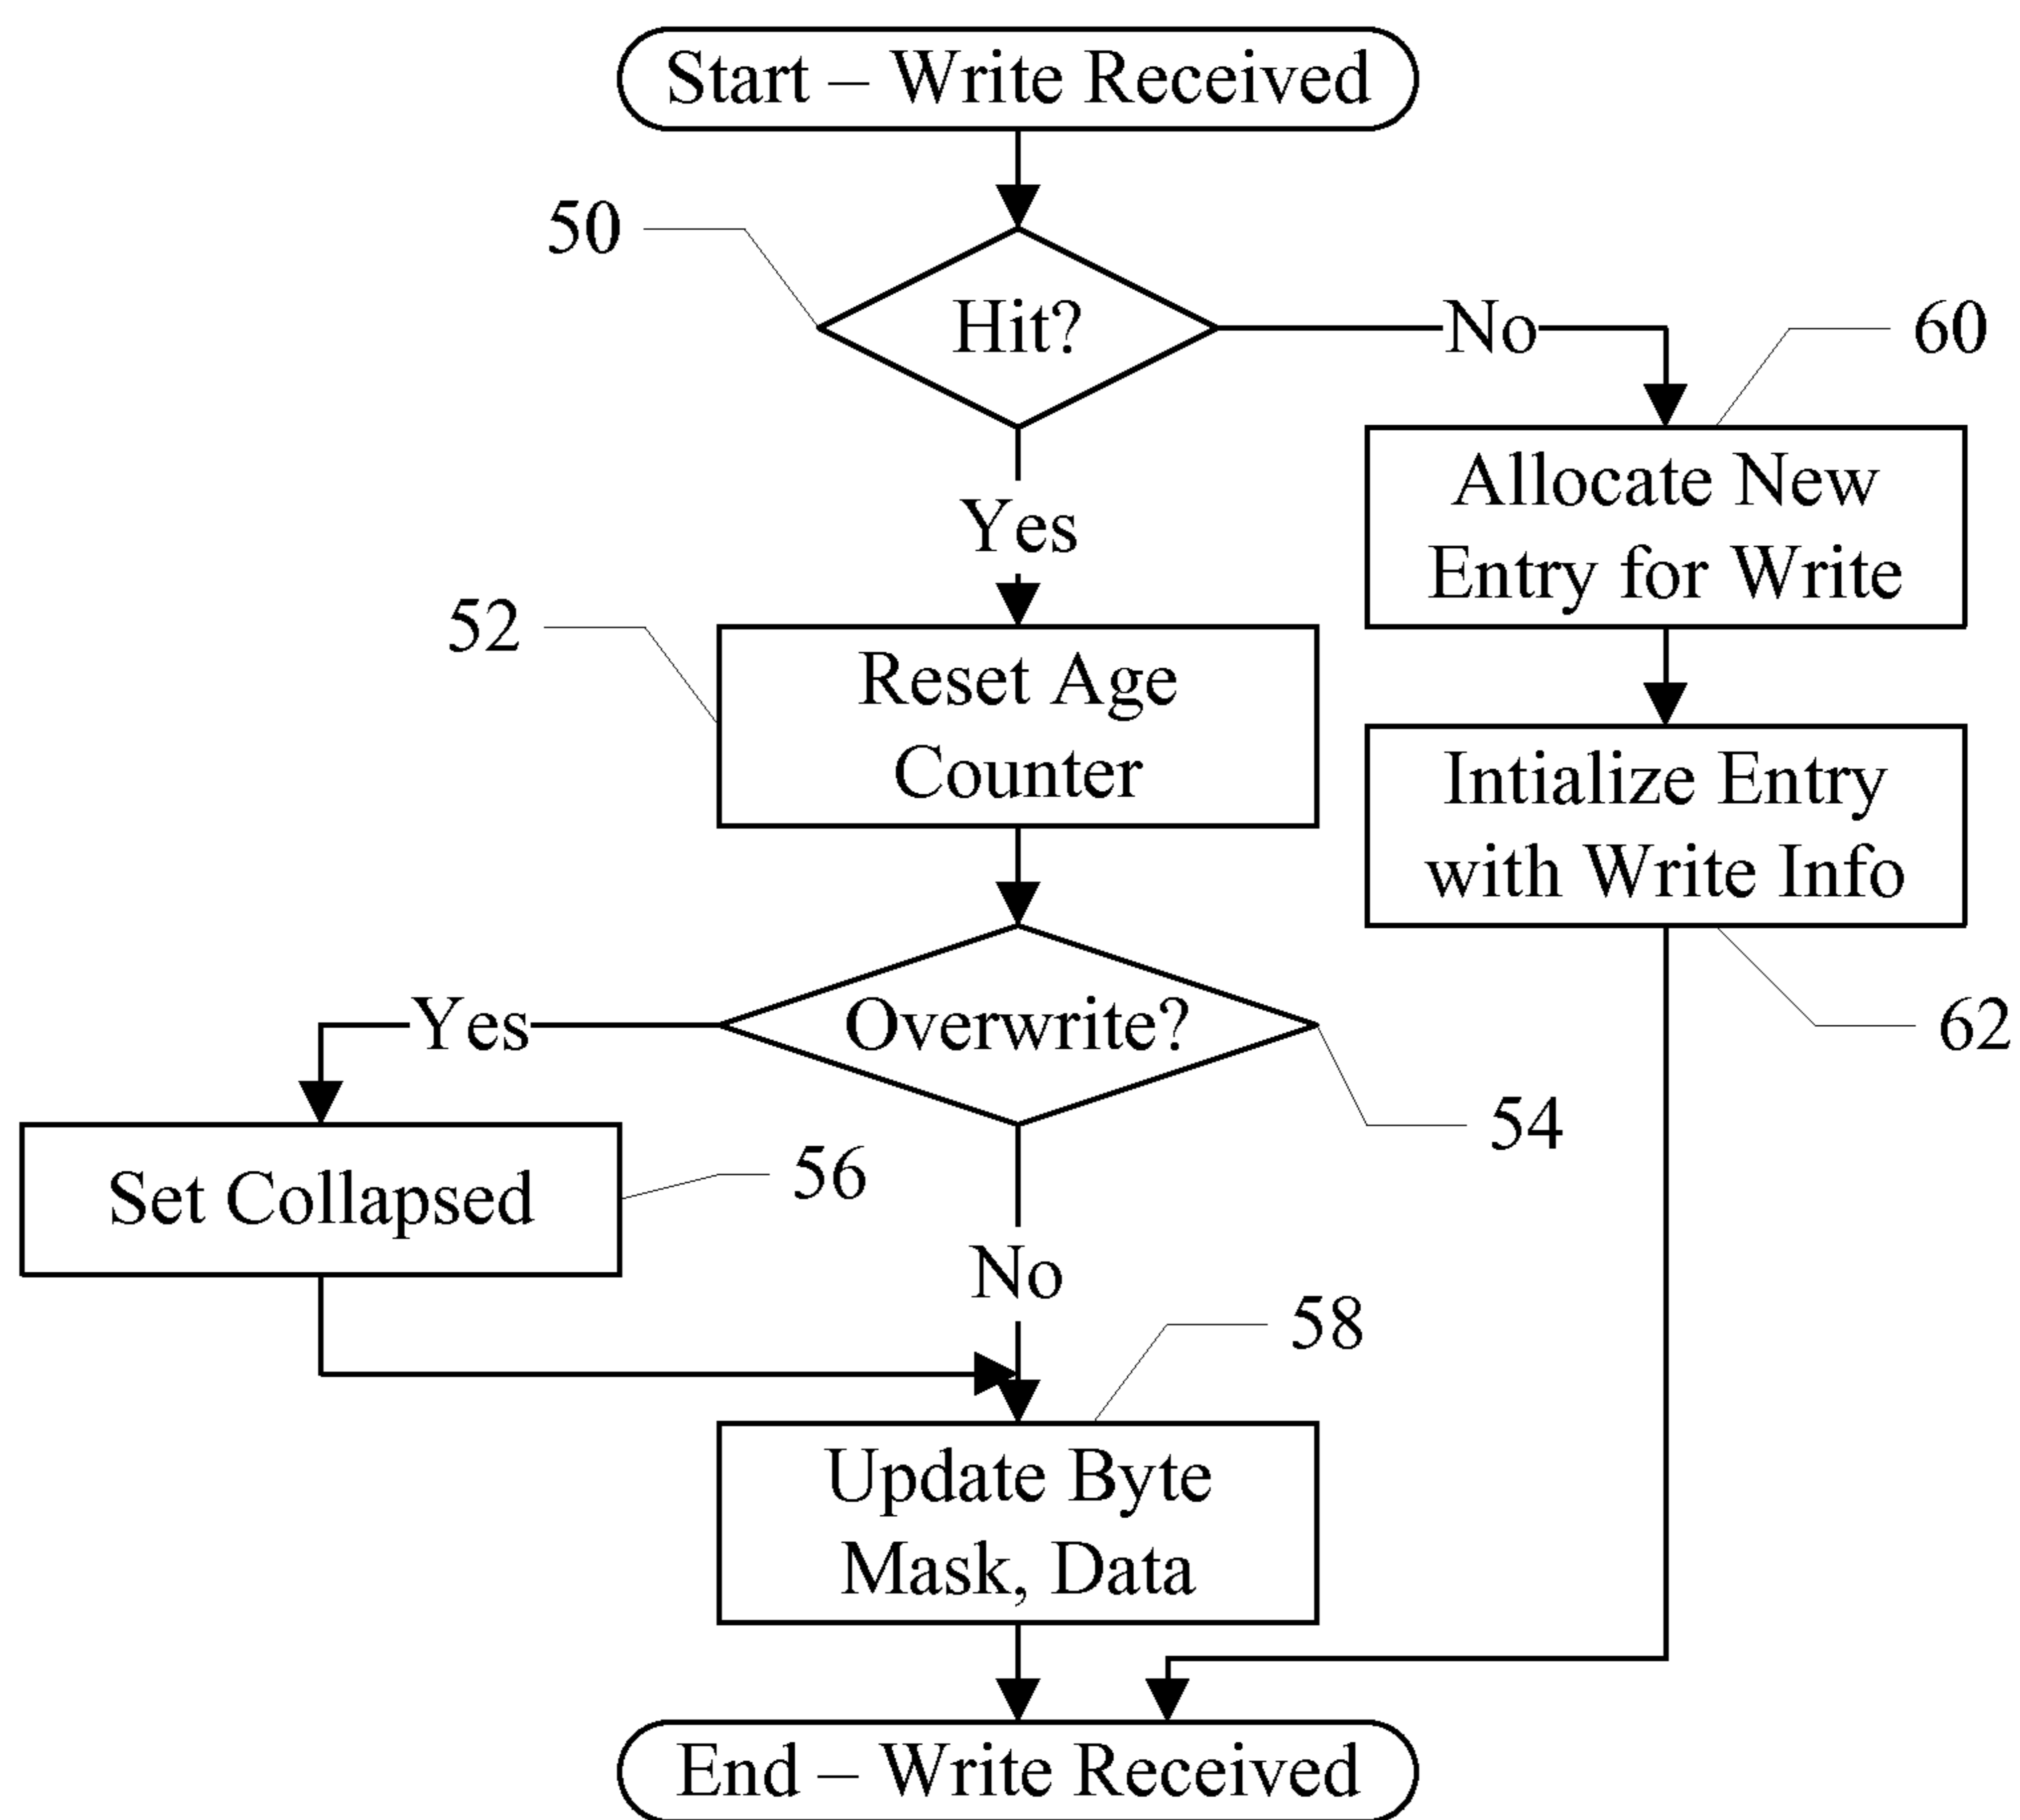 Start – Write Received
50
Hit?
No
60
Allocate New
Entry for Write
Yes
52
Reset Age
Counter
Intialize Entry
with Write Info
Yes
Overwrite?
62
54
Set Collapsed
56
No
58
Update Byte
Mask, Data
End – Write Received